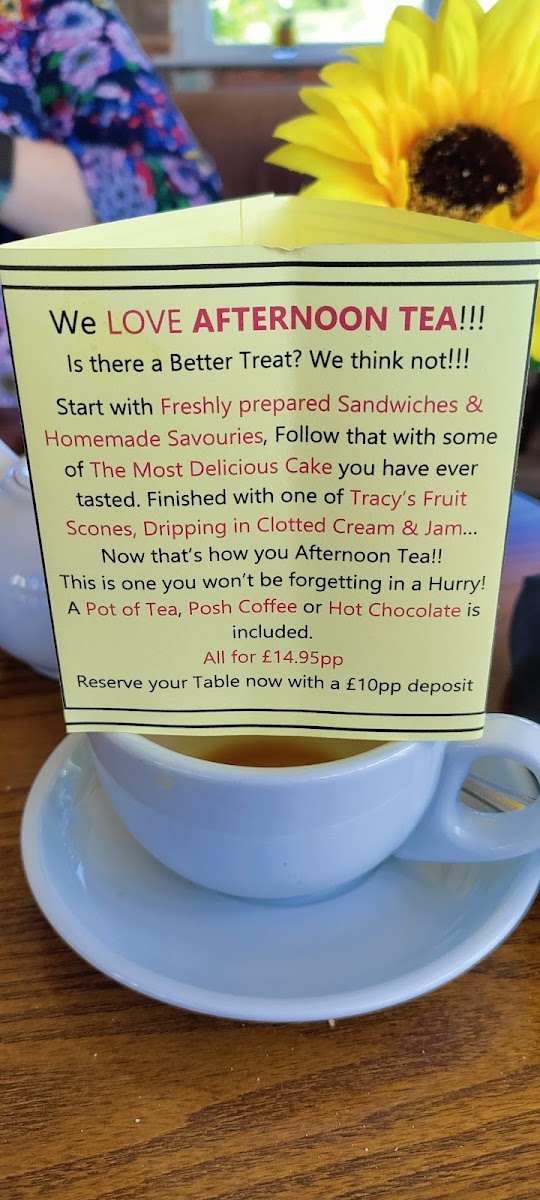 We LOVE AFTERNOON TEA!!!
Is there a Better Treat? We think not!!!
Start with Freshly prepared Sandwiches &
Homemade Savouries, Follow that with some
of The Most Delicious Cake you have ever
tasted. Finished with one of Tracy's Fruit
Scones, Dripping in Clotted Cream & Jam...
Now that's how you Afternoon Tea!!
This is one you won't be forgetting in a Hurry!
A Pot of Tea, Posh Coffee or Hot Chocolate is
included.
All for £14.95pp
Reserve your Table now with a £10pp deposit